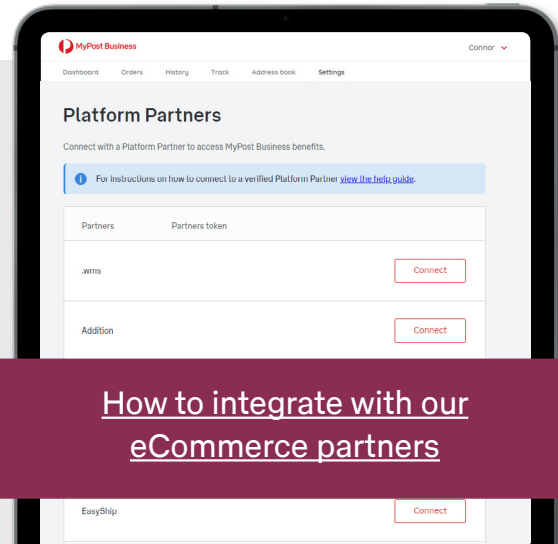 MyPost Business
Connor
Dashboard Orders History Track Address book Settings
Platform Partners
Connect with a Platform Partner to access MyPost Business benefits.
For instructions on how to connect to a verified Platform Partner view the help guide.
Partners Partners token
.wms Connect
Addition Connect
How to integrate with our
eCommerce partners
EasyShip Connect